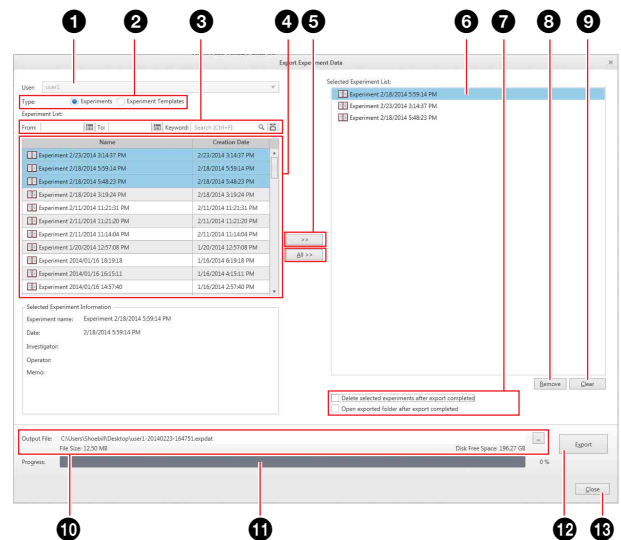 1 2 3 4 5 6 7 8 9
Export Experiment Data
User: user1
Type: Experiments Experiment Templates
Experiment List:
From: To: Keyword: Search (Ctrl+F)
Name Creation Date
Experiment 2/23/2014 3:14:37 PM 2/23/2014 3:14:37 PM
Experiment 2/18/2014 5:59:14 PM 2/18/2014 5:59:14 PM
Experiment 2/18/2014 5:48:23 PM 2/18/2014 5:48:23 PM
Experiment 2/18/2014 3:19:24 PM 2/18/2014 3:19:24 PM
Experiment 2/11/2014 11:21:31 PM 2/11/2014 11:21:31 PM
Experiment 2/11/2014 11:21:20 PM 2/11/2014 11:21:20 PM
Experiment 2/11/2014 11:14:04 PM 2/11/2014 11:14:04 PM
Experiment 1/20/2014 12:57:08 PM 1/20/2014 12:57:08 PM
Experiment 2014/01/16 18:19:18 1/16/2014 6:19:18 PM
Experiment 2014/01/16 16:15:11 1/16/2014 4:15:11 PM
Experiment 2014/01/16 14:57:40 1/16/2014 2:57:40 PM
>>
All >>
Selected Experiment List:
Experiment 2/18/2014 5:59:14 PM
Experiment 2/23/2014 3:14:37 PM
Experiment 2/18/2014 5:48:23 PM
Selected Experiment Information
Experiment name: Experiment 2/18/2014 5:59:14 PM
Date: 2/18/2014 5:59:14 PM
Investigator:
Operator:
Memo:
Remove Clear
Delete selected experiments after export completed
Open exported folder after export completed
Output File: C:\Users\Shoebill\Desktop\user1-20140223-164751.expdat ...
File Size: 12.50 MB Disk Free Space: 196.27 GB
Export
Progress: 0 %
Close
10 11 12 13